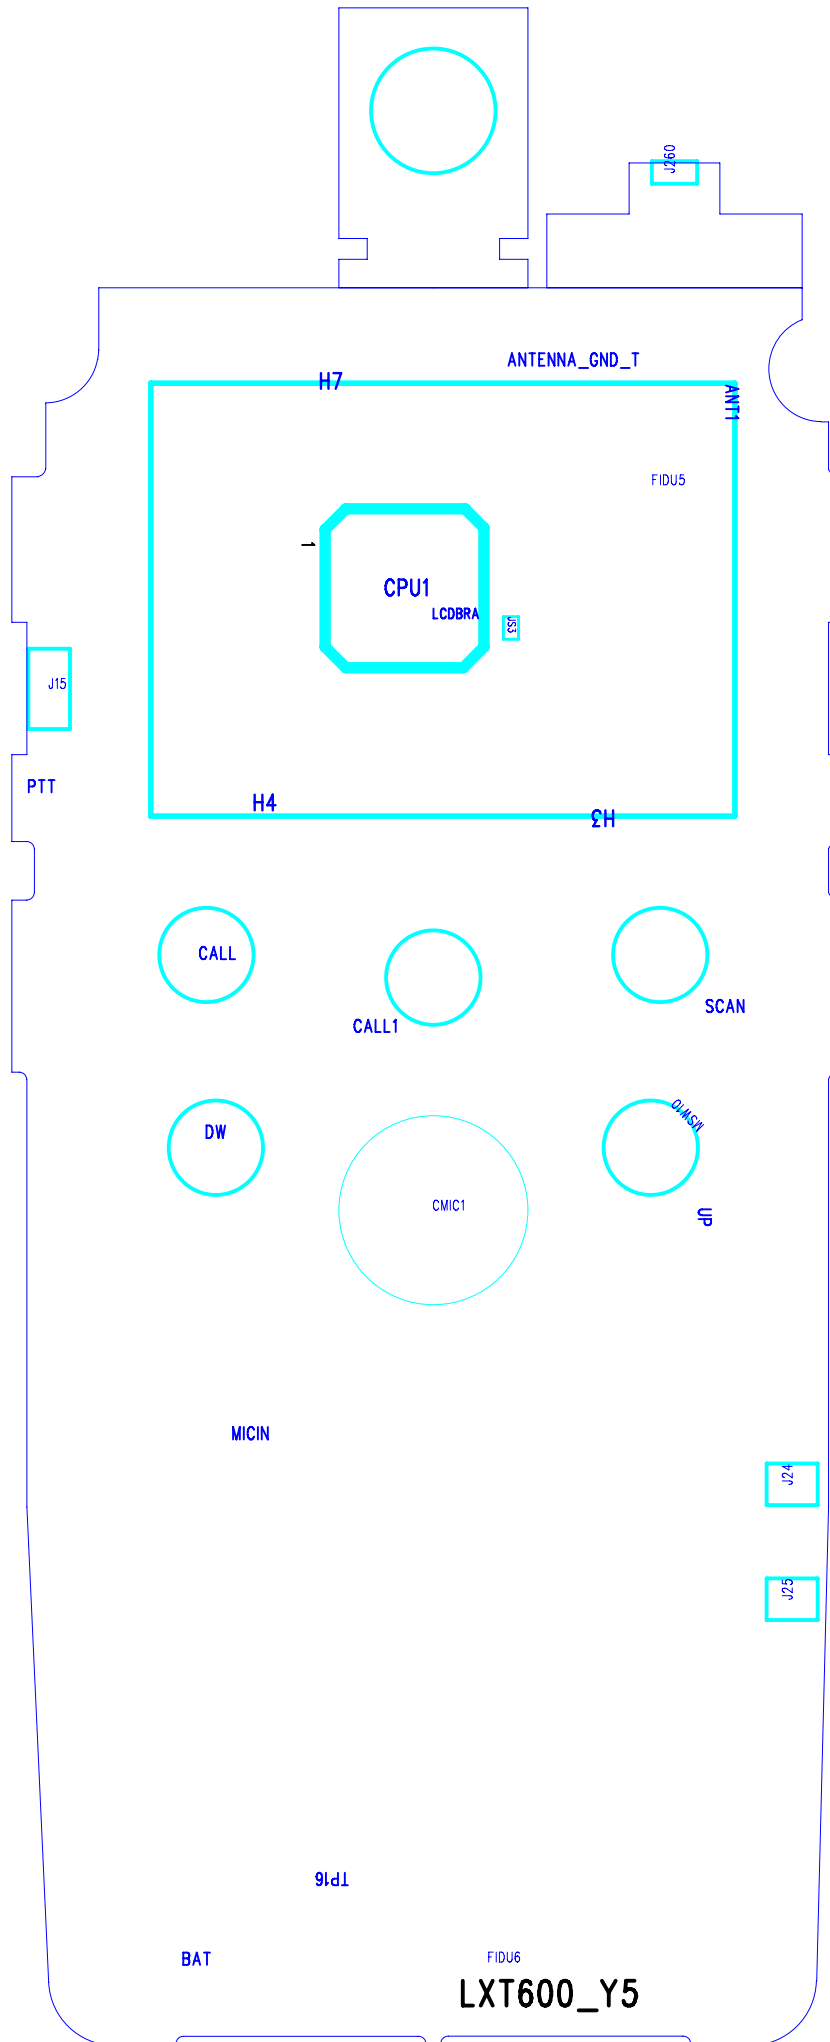 J260
ANTENNA_GND_T
H7
ANT1
FIDU5
1
CPU1
LCDBRA
US3
J15
PTT
H4
H3
CALL
SCAN
CALL1
MSW10
DW
CMIC1
UP
MICIN
J24
J25
TP16
BAT
FIDU6
LXT600_Y5